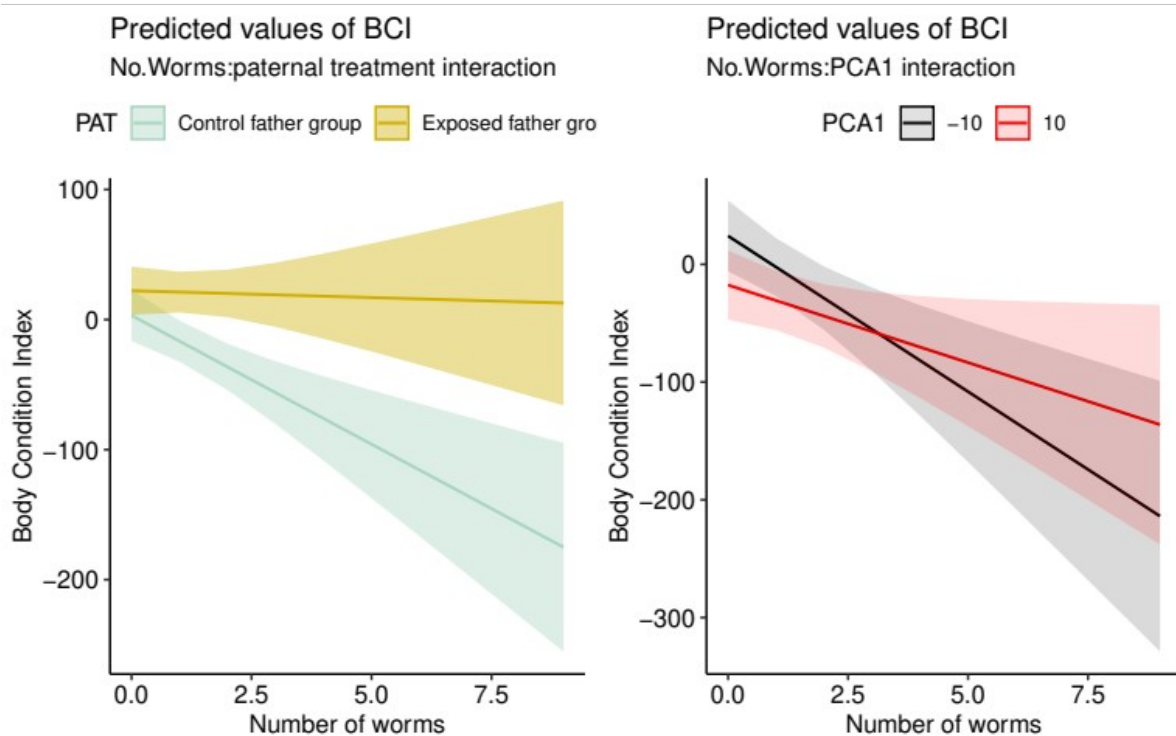 Predicted values of BCI
No.Worms:paternal treatment interaction
PAT Control father group Exposed father gro
100
0
−100
−200
Body Condition Index
0.0 2.5 5.0 7.5
Number of worms
Predicted values of BCI
No.Worms:PCA1 interaction
PCA1 −10 10
0
−100
−200
−300
Body Condition Index
0.0 2.5 5.0 7.5
Number of worms